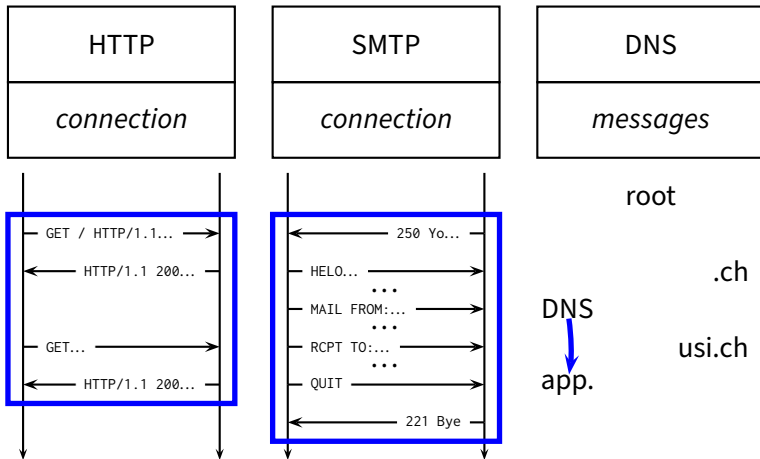 HTTP
connection
GET / HTTP/1.1...
HTTP/1.1 200...
GET...
HTTP/1.1 200...
SMTP
connection
250 Yo...
HELO...
...
MAIL FROM:...
...
RCPT TO:...
...
QUIT
221 Bye
DNS
messages
root
.ch
DNS
usi.ch
app.